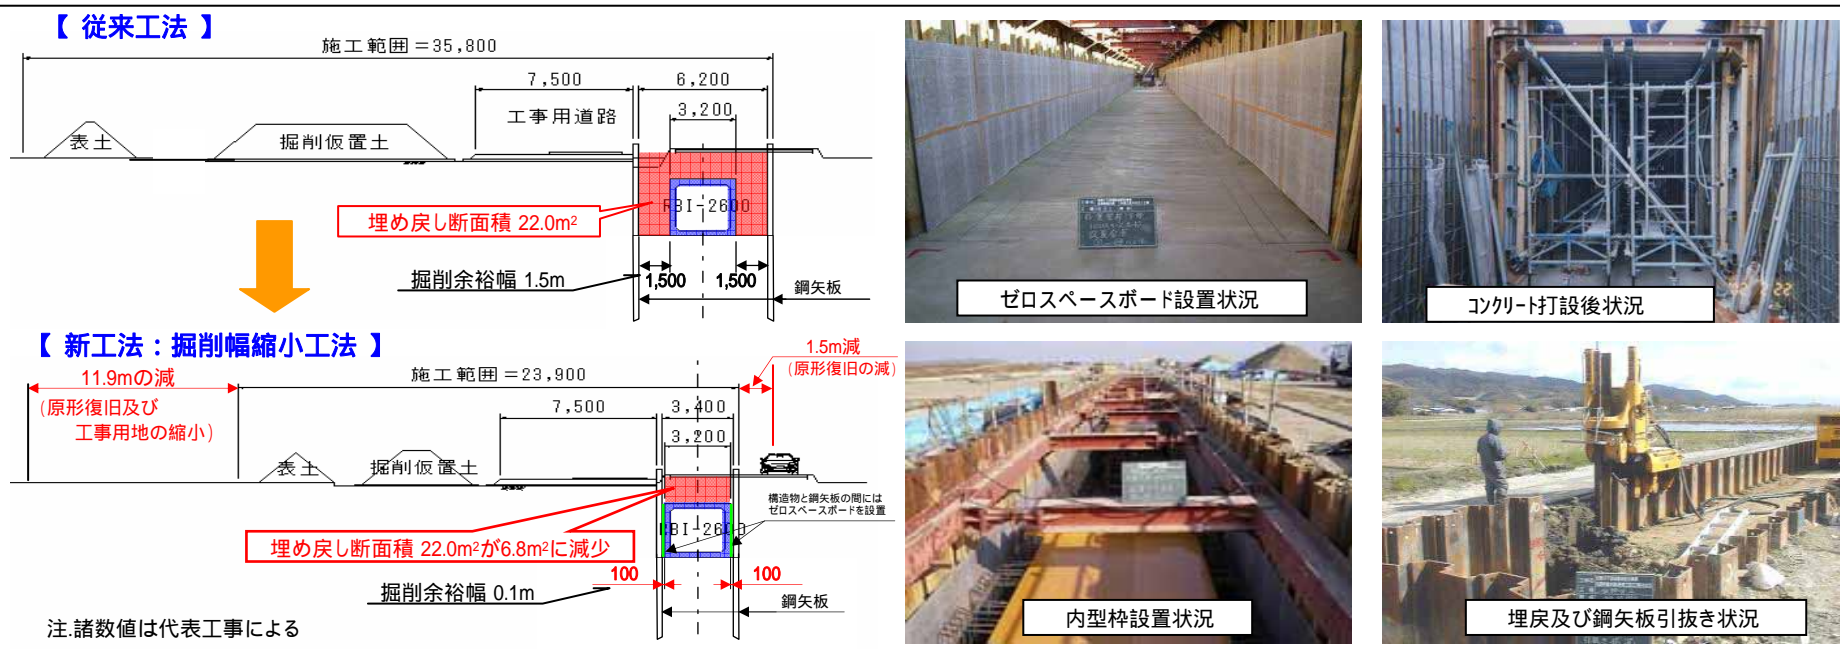 【 従来工法 】
施工範囲=35,800
7,500
6,200
工事用道路
3,200
表土
掘削仮置土
RBI-2600
埋め戻し断面積 22.0m²
掘削余裕幅 1.5m
1,500
1,500
鋼矢板
【 新工法：掘削幅縮小工法 】
11.9mの減
(原形復旧及び
工事用地の縮小)
施工範囲=23,900
1.5m減
(原形復旧の減)
7,500
3,400
3,200
表土
掘削仮置土
構造物と鋼矢板の間には
ゼロスペースボードを設置
RBI-2600
埋め戻し断面積 22.0m²が6.8m²に減少
100
100
掘削余裕幅 0.1m
鋼矢板
注.諸数値は代表工事による
ゼロスペースボード設置状況
コンクリート打設後状況
22
内型枠設置状況
埋戻及び鋼矢板引抜き状況